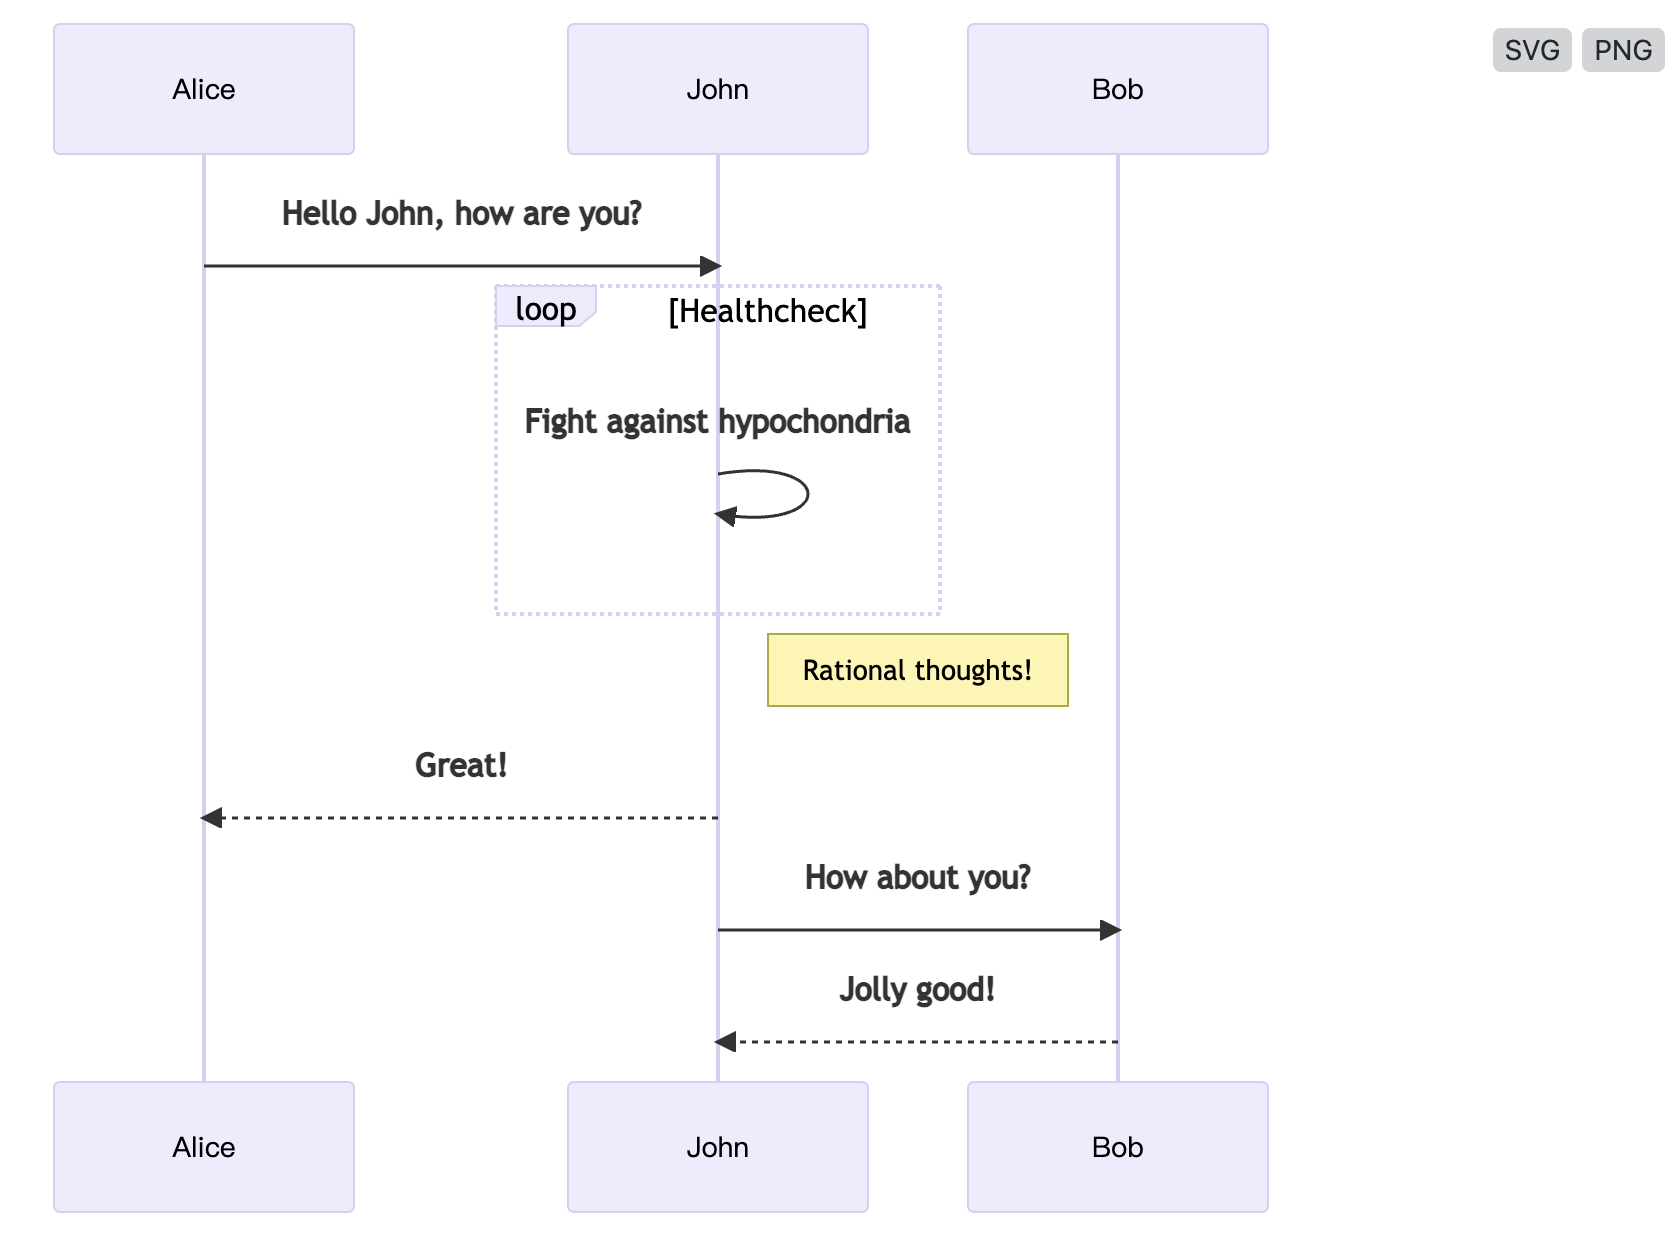 Alice
John
Bob
SVG
PNG
Hello John, how are you?
loop
[Healthcheck]
Fight against hypochondria
Rational thoughts!
Great!
How about you?
Jolly good!
Alice
John
Bob